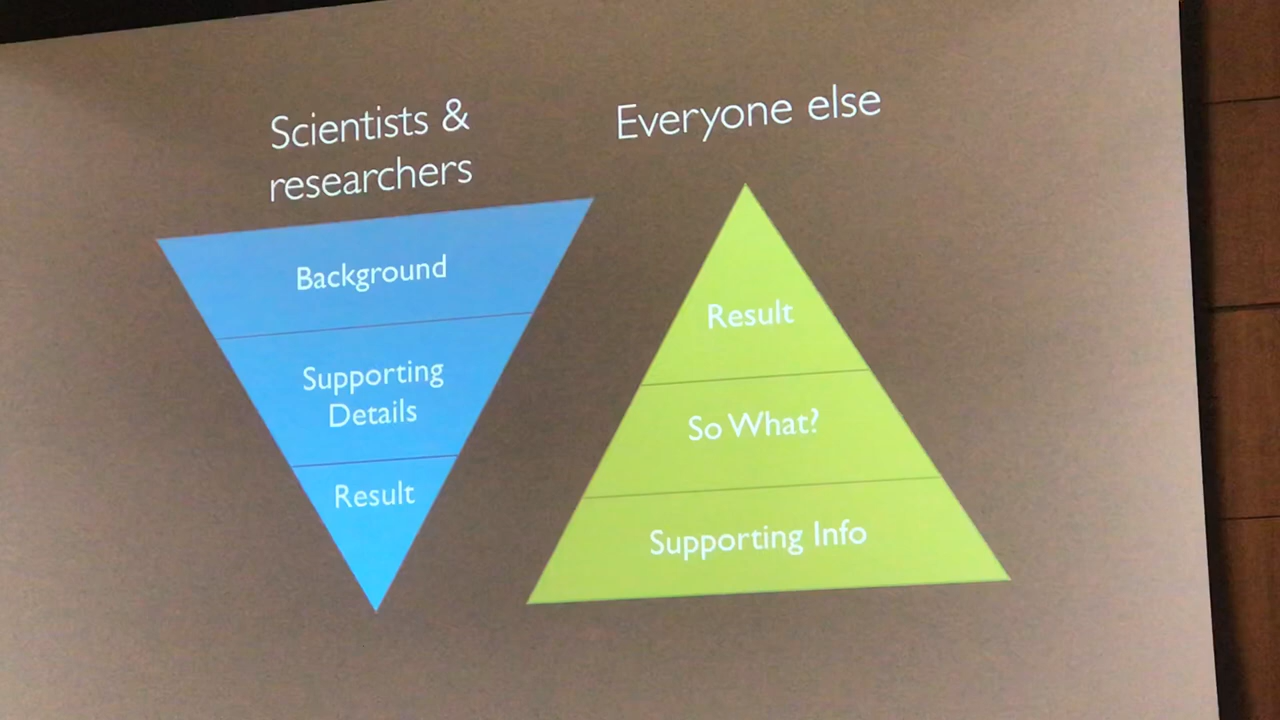 Scientists &
researchers
Background
Supporting
Details
Result
Everyone else
Result
So What?
Supporting Info